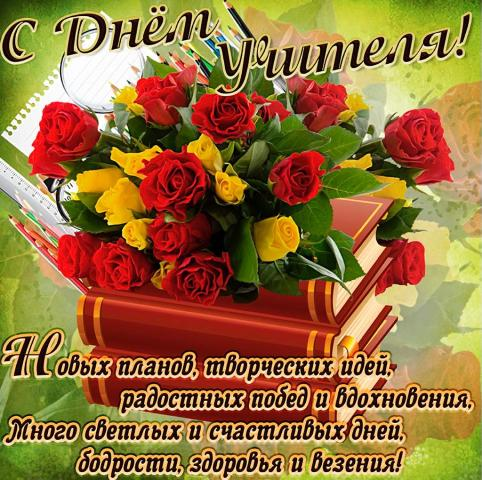 С Днём
Учителя!
Новых планов, творческих идей,
радостных побед и вдохновения,
Много светлых и счастливых дней,
бодрости, здоровья и везения!